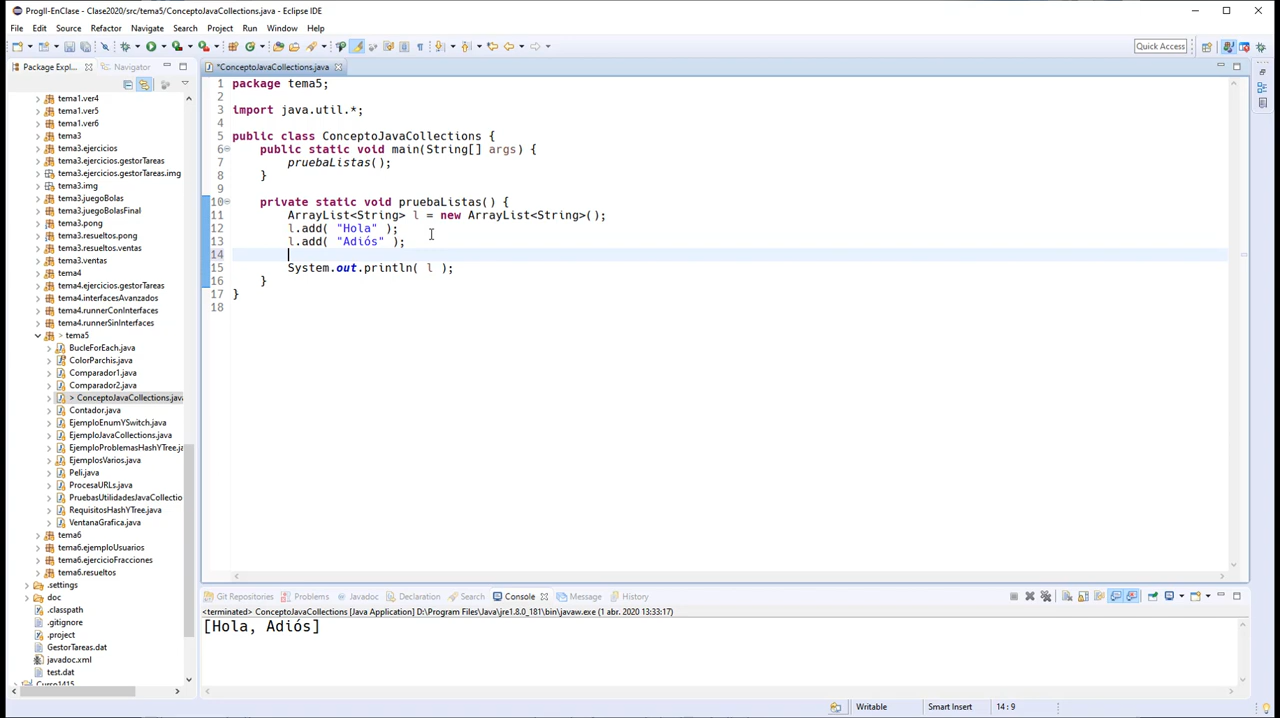 ProgII-EnClase - Clase2020/src/tema5/ConceptoJavaCollections.java - Eclipse IDE
File Edit Source Refactor Navigate Search Project Run Window Help
Quick Access
Package Expl...
Navigator
tema1.ver4
tema1.ver5
tema1.ver6
tema3
tema3.ejercicios
tema3.ejercicios.gestorTareas
tema3.ejercicios.gestorTareas.img
tema3.img
tema3.juegoBolas
tema3.juegoBolasFinal
tema3.pong
tema3.resueltos.pong
tema3.resueltos.ventas
tema3.ventas
tema4
tema4.ejercicios.gestorTareas
tema4.interfacesAvanzados
tema4.runnerConInterfaces
tema4.runnerSinInterfaces
> tema5
BucleForEach.java
ColorParchis.java
Comparador1.java
Comparador2.java
> ConceptoJavaCollections.java
Contador.java
EjemploEnumYSwitch.java
EjemploJavaCollections.java
EjemploProblemasHashYTree.ja
EjemplosVarios.java
Peli.java
ProcesaURLs.java
PruebasUtilidadesJavaCollectio
RequisitosHashYTree.java
VentanaGrafica.java
tema6
tema6.ejemploUsuarios
tema6.ejercicioFracciones
tema6.resueltos
.settings
doc
.classpath
.gitignore
.project
GestorTareas.dat
javadoc.xml
test.dat
Curso1415
*ConceptoJavaCollections.java
1 package tema5;
2
3 import java.util.*;
4
5 public class ConceptoJavaCollections {
6 public static void main(String[] args) {
7 pruebaListas();
8 }
9
10 private static void pruebaListas() {
11 ArrayList<String> l = new ArrayList<String>();
12 l.add( "Hola" );
13 l.add( "Adiós" );
14
15 System.out.println( l );
16 }
17 }
18
Git Repositories Problems Javadoc Declaration Search Console Message History
<terminated> ConceptoJavaCollections [Java Application] D:\Program Files\Java\jre1.8.0_181\bin\javaw.exe (1 abr. 2020 13:33:17)
[Hola, Adiós]
Writable Smart Insert 14 : 9